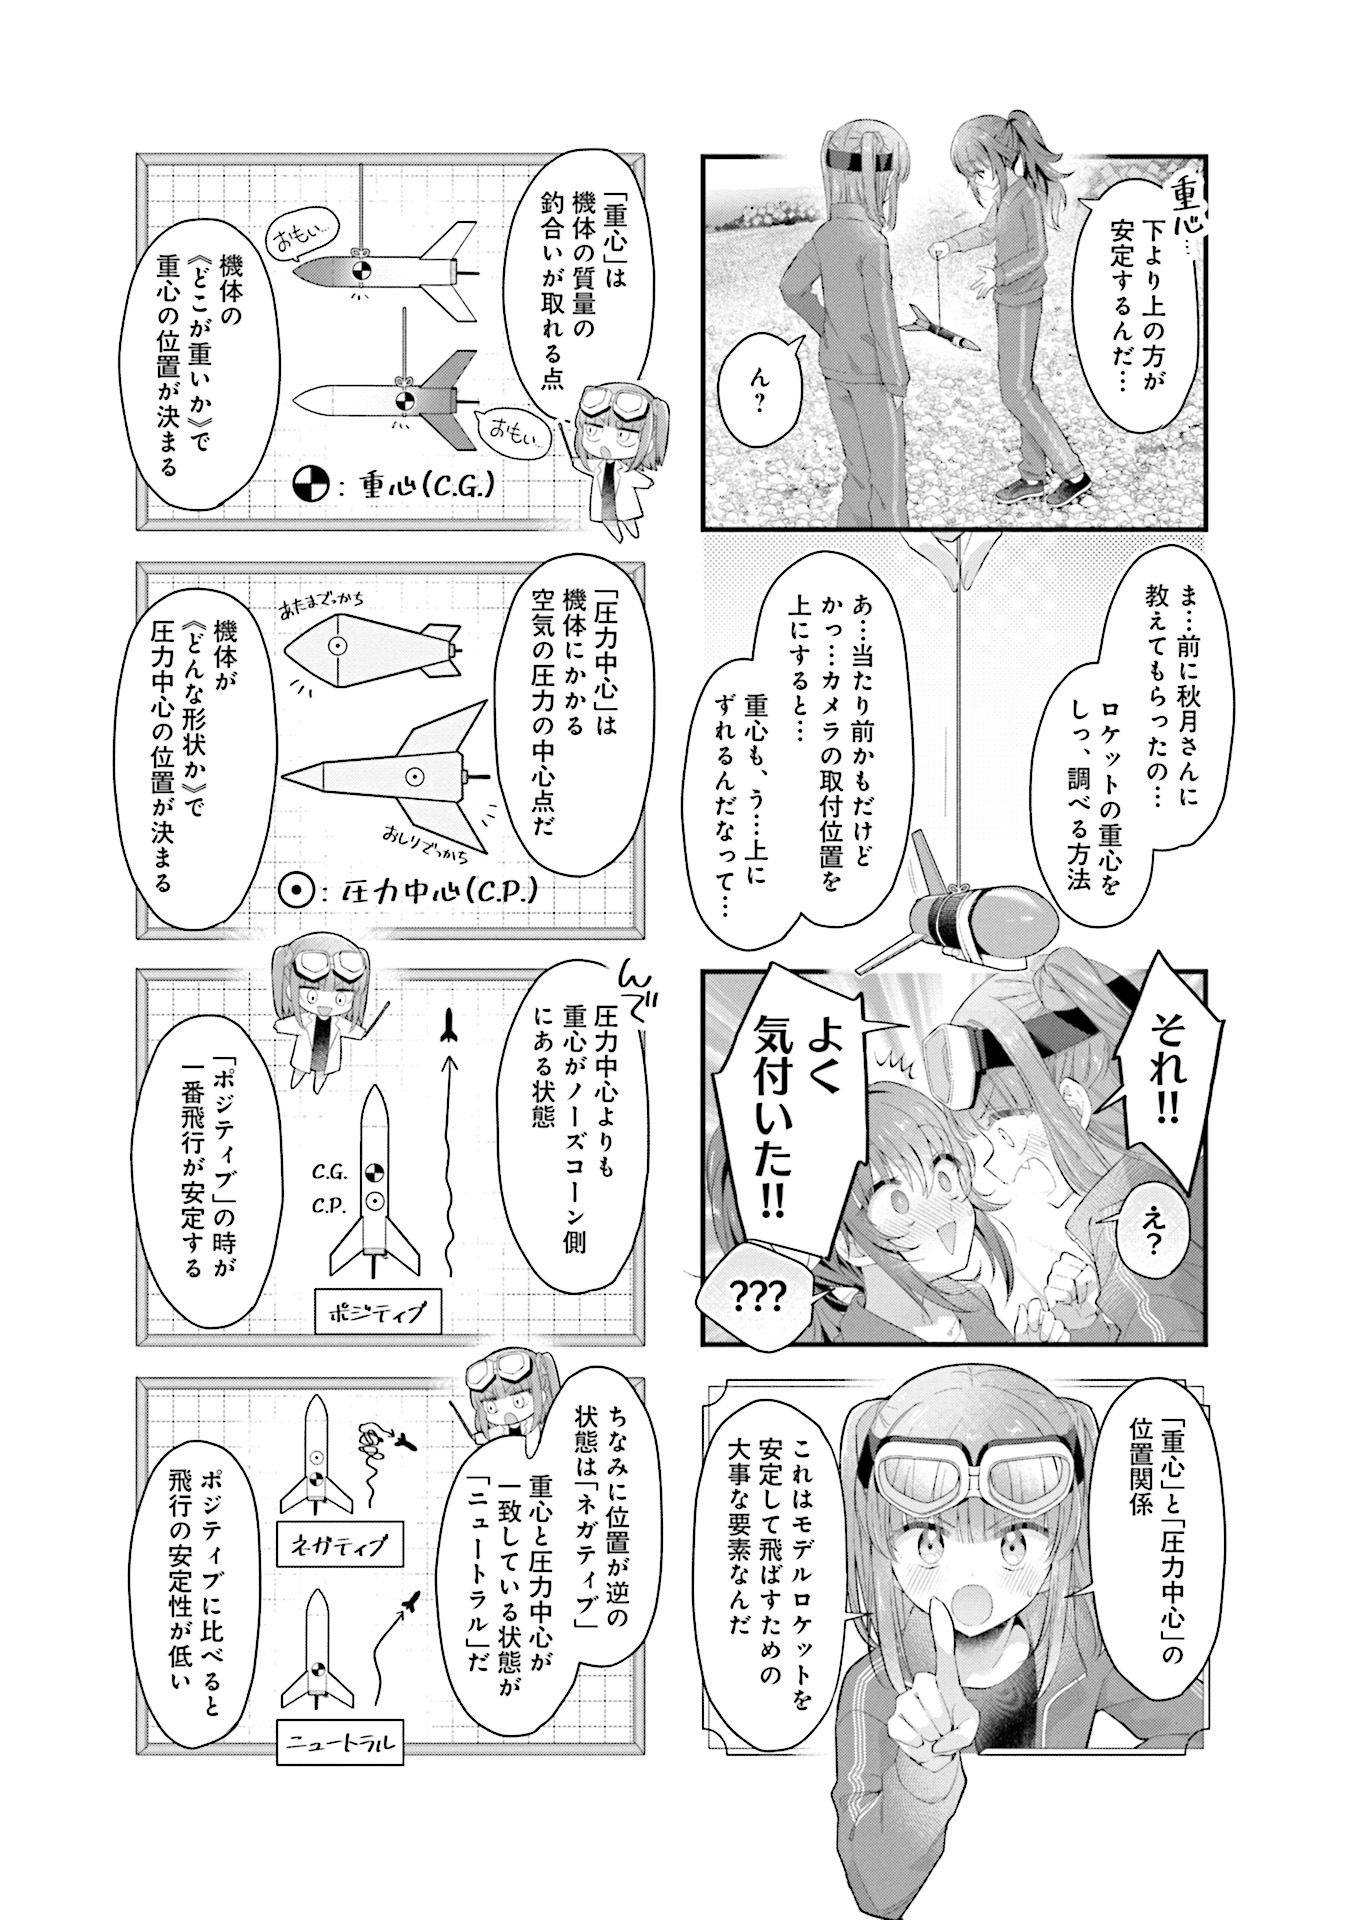 重心…
下より上の方が
安定するんだ…
ん?
ま…前に秋月さんに
教えてもらったの…
ロケットの重心を
しっ、調べる方法
あ…当たり前かもだけど
かっ…カメラの取付位置を
上にすると…
重心も、う…上に
ずれるんだなって…
それ!!
え?
よく
気付いた!!
???
「重心」と「圧力中心」の
位置関係
これはモデルロケットを
安定して飛ばすための
大事な要素なんだ
「重心」は
機体の質量の
釣合いが取れる点
おもい…
おもい…
機体の
《どこが重いか》で
重心の位置が決まる
:重心(C.G.)
「圧力中心」は
機体にかかる
空気の圧力の中心点だ
あたまでっかち
おしりでっかち
機体が
《どんな形状か》で
圧力中心の位置が決まる
:圧力中心(C.P.)
んで
圧力中心よりも
重心がノーズコーン側
にある状態
C.G.
C.P.
ポジティブ
「ポジティブ」の時が
一番飛行が安定する
ちなみに位置が逆の
状態は「ネガティブ」
重心と圧力中心が
一致している状態が
「ニュートラル」だ
ネガティブ
ニュートラル
ポジティブに比べると
飛行の安定性が低い